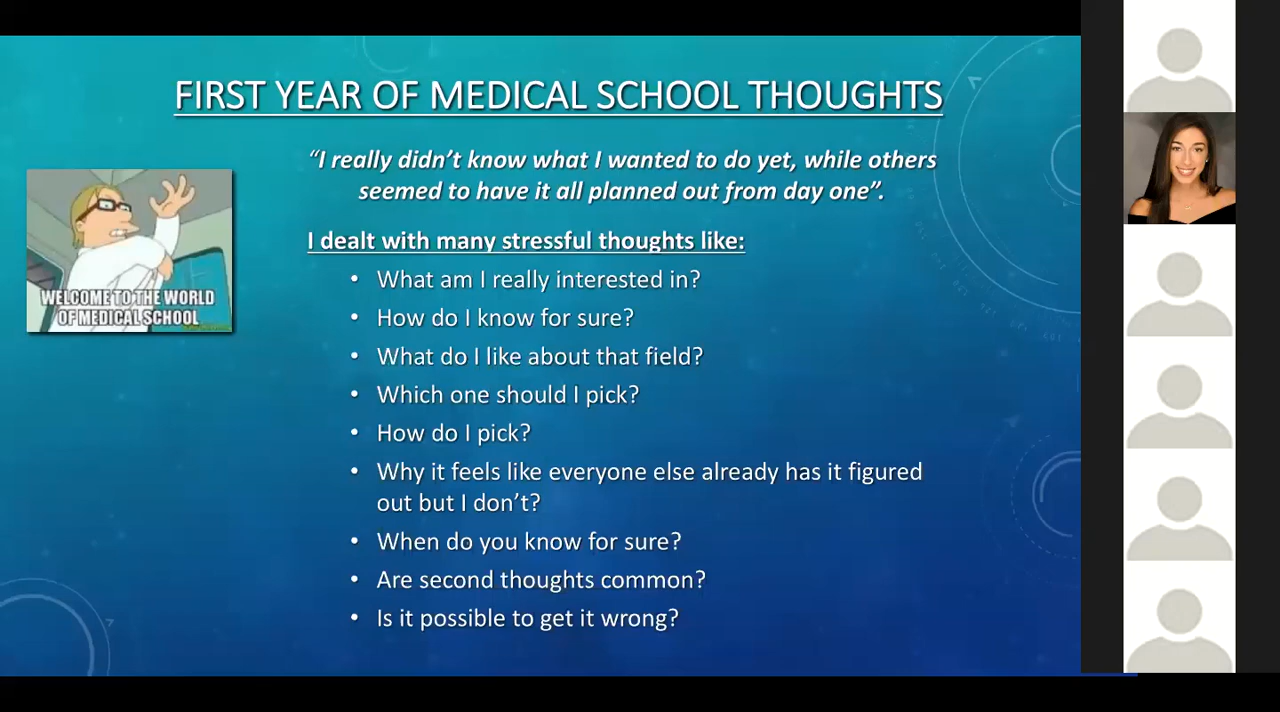 FIRST YEAR OF MEDICAL SCHOOL THOUGHTS
“I really didn’t know what I wanted to do yet, while others
seemed to have it all planned out from day one”.
WELCOME TO THE WORLD
OF MEDICAL SCHOOL
I dealt with many stressful thoughts like:
• What am I really interested in?
• How do I know for sure?
• What do I like about that field?
• Which one should I pick?
• How do I pick?
• Why it feels like everyone else already has it figured
out but I don’t?
• When do you know for sure?
• Are second thoughts common?
• Is it possible to get it wrong?